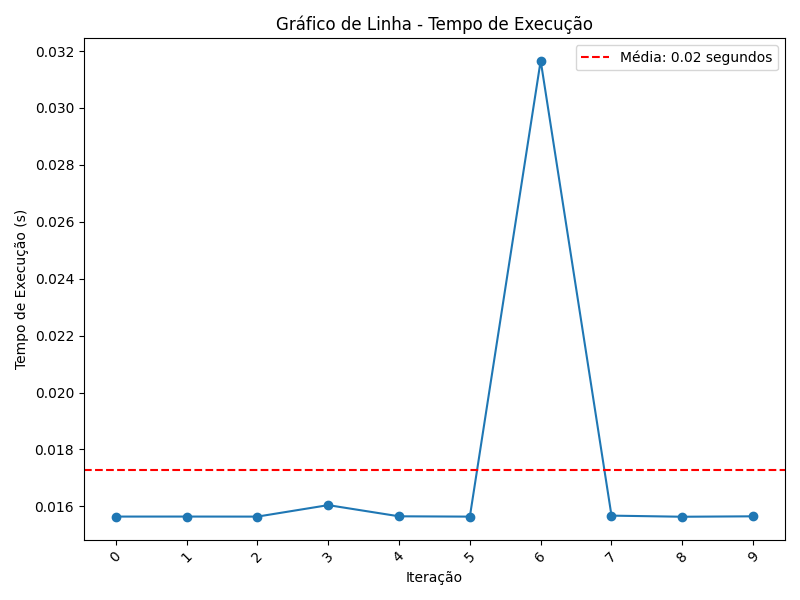 Gráfico de Linha - Tempo de Execução
Média: 0.02 segundos
Tempo de Execução (s)
0.032
0.030
0.028
0.026
0.024
0.022
0.020
0.018
0.016
0 1 2 3 4 5 6 7 8 9
Iteração